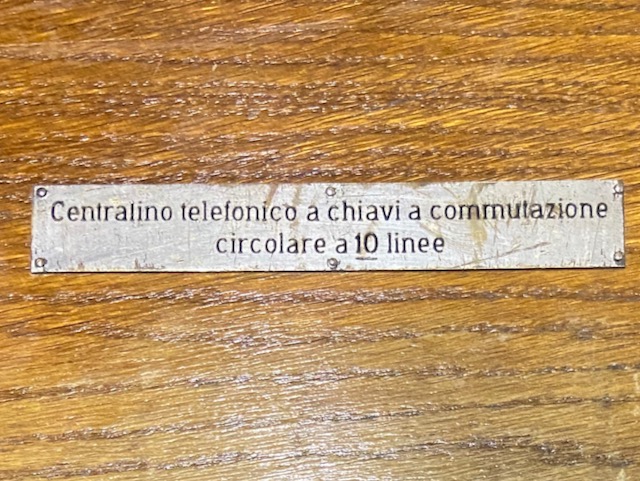 Centralino telefonico a chiavi a commutazione
circolare a 10 linee